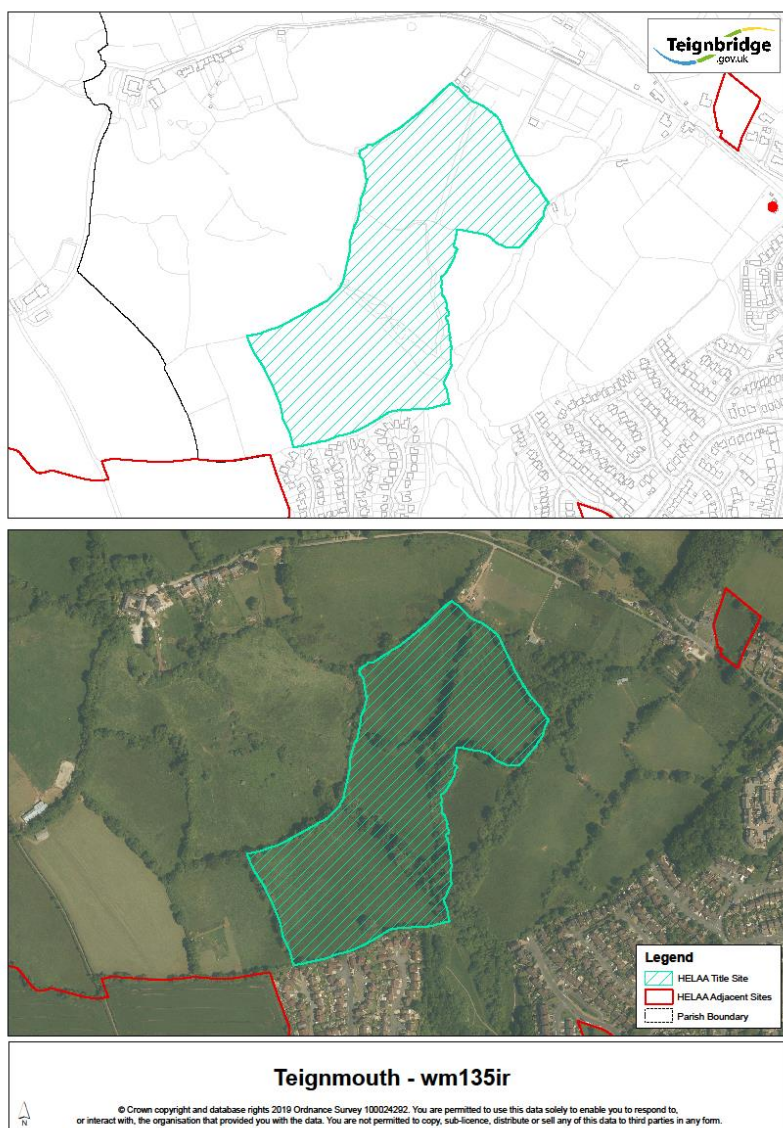 Teignbridge
.gov.uk
Legend
HELAA Title Site
HELAA Adjacent Sites
Parish Boundary
Teignmouth - wm135ir
N
© Crown copyright and database rights 2019 Ordnance Survey 100024292. You are permitted to use this data solely to enable you to respond to,
or interact with, the organisation that provided you with the data. You are not permitted to copy, sub-licence, distribute or sell any of this data to third parties in any form.